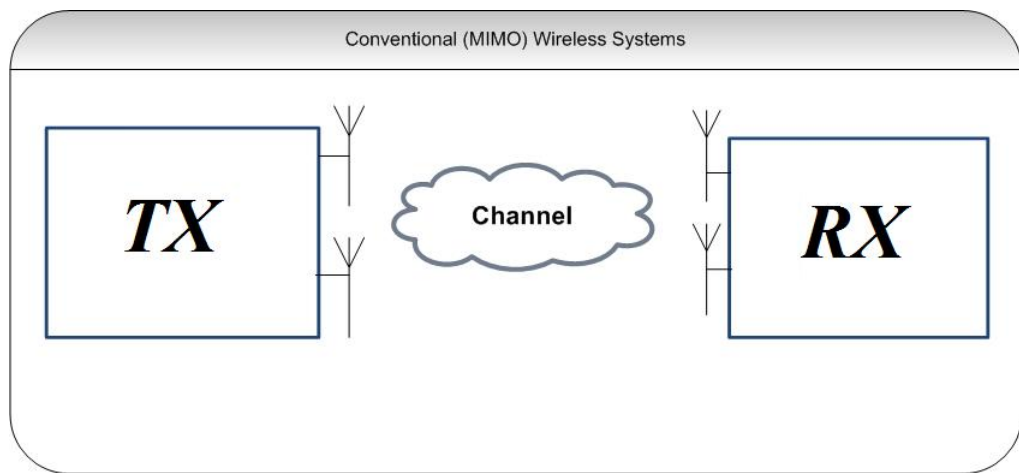 Conventional (MIMO) Wireless Systems
TX
Channel
RX